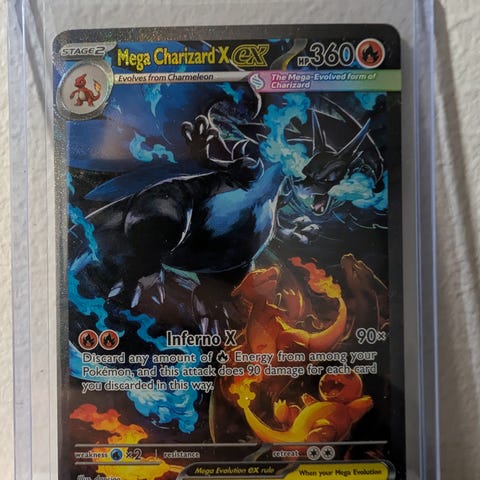 STAGE2 Mega Charizard X ex HP360
Evolves from Charmeleon
The Mega-Evolved form of
Charizard
Inferno X 90×
Discard any amount of Energy from among your
Pokémon, and this attack does 90 damage for each card
you discarded in this way.
weakness ×2 resistance retreat
Mega Evolution ex rule
When your Mega Evolution
Illus.